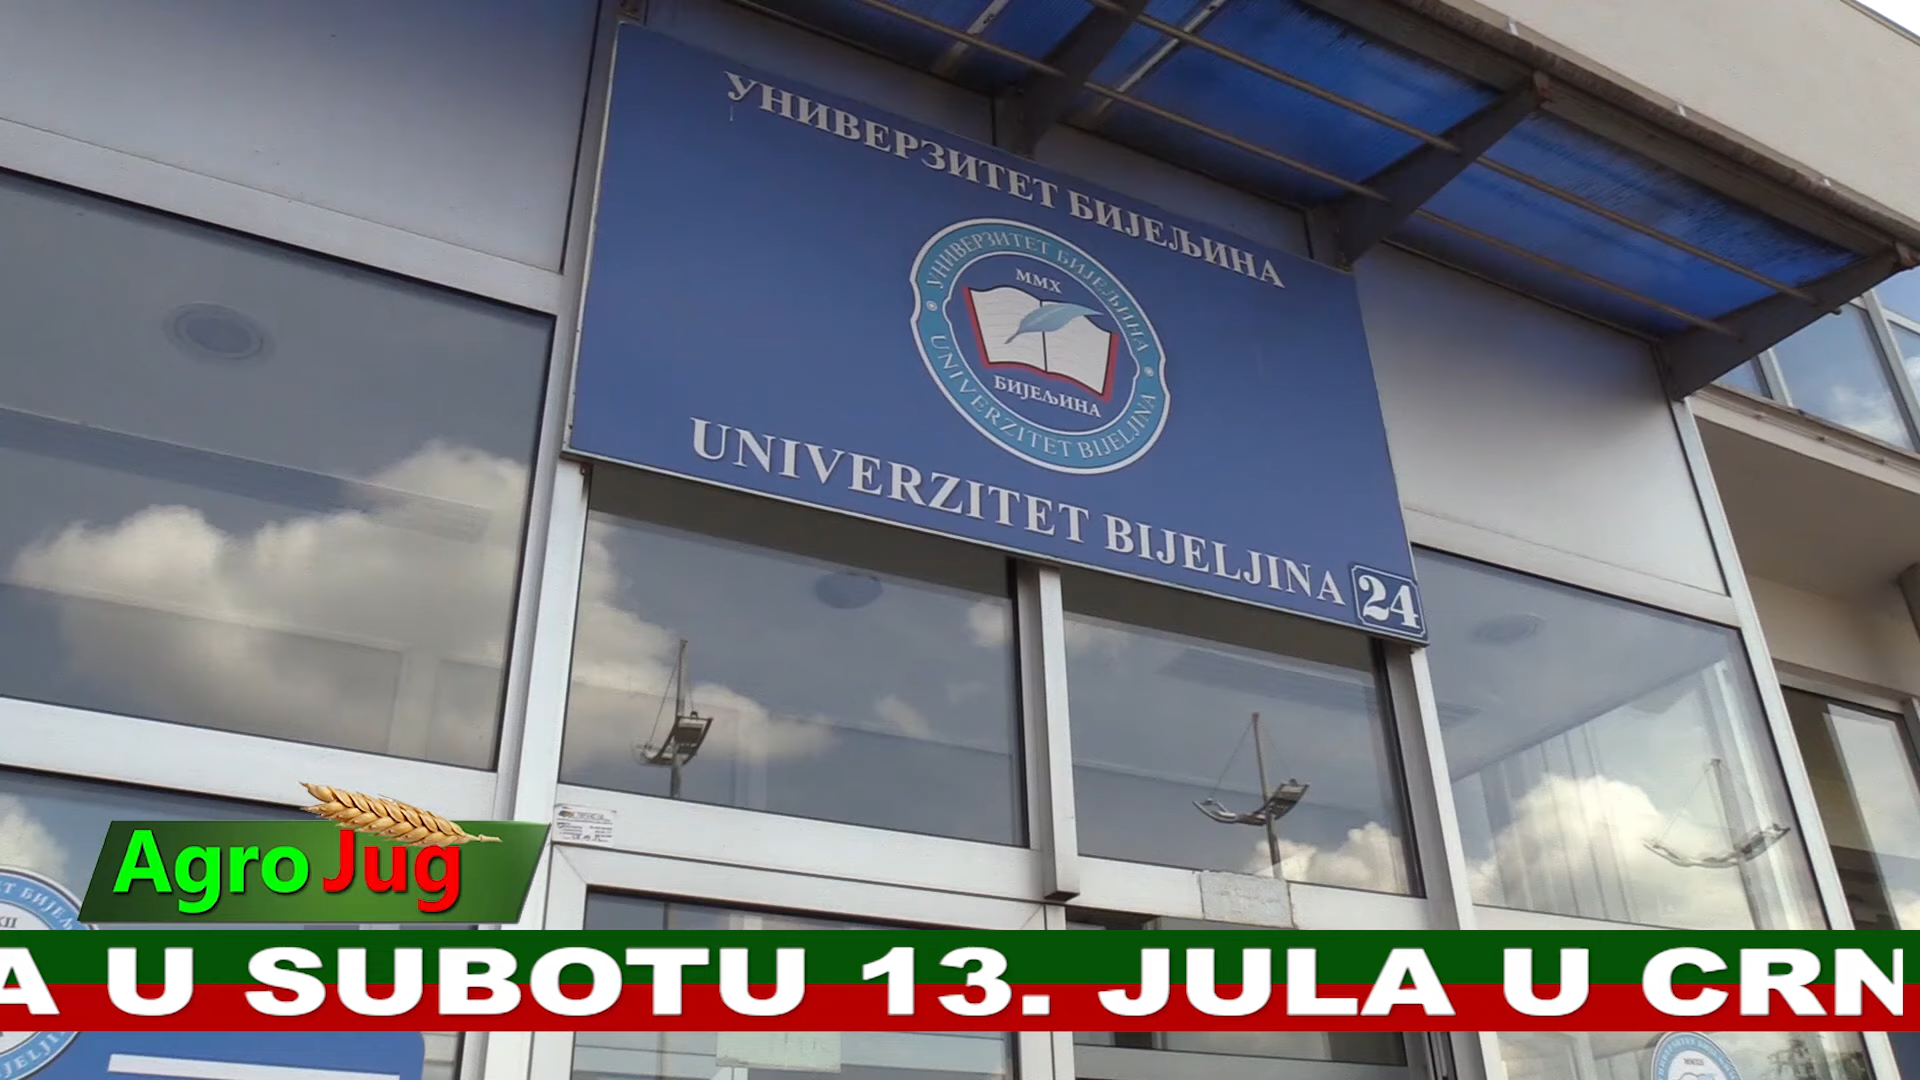 УНИВЕРЗИТЕТ БИЈЕЉИНА
УНИВЕРЗИТЕТ БИЈЕЉИНА
MMX
БИЈЕЉИНА
UNIVERZITET BIJELJINA
UNIVERZITET BIJELJINA
24
Agro Jug
A U SUBOTU 13. JULA U CRN